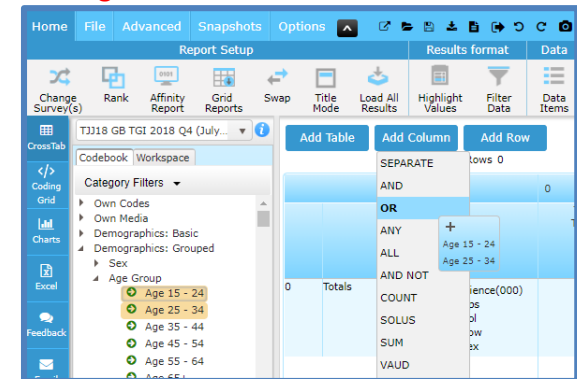 Home File Advanced Snapshots Options
Report Setup Results format Data
Change Survey(s) Rank Affinity Report Grid Reports Swap Title Mode Load All Results Highlight Values Filter Data Data Items
CrossTab
Coding Grid
Charts
Excel
Feedback
TJJ18 GB TGI 2018 Q4 (July...
Codebook Workspace
Category Filters
Own Codes
Own Media
Demographics: Basic
Demographics: Grouped
Sex
Age Group
Age 15 - 24
Age 25 - 34
Age 35 - 44
Age 45 - 54
Age 55 - 64
Add Table Add Column Add Row
Rows 0
0
SEPARATE
AND
OR
ANY
ALL
AND NOT
COUNT
SOLUS
SUM
VAUD
+
Age 15 - 24
Age 25 - 34
0 Totals